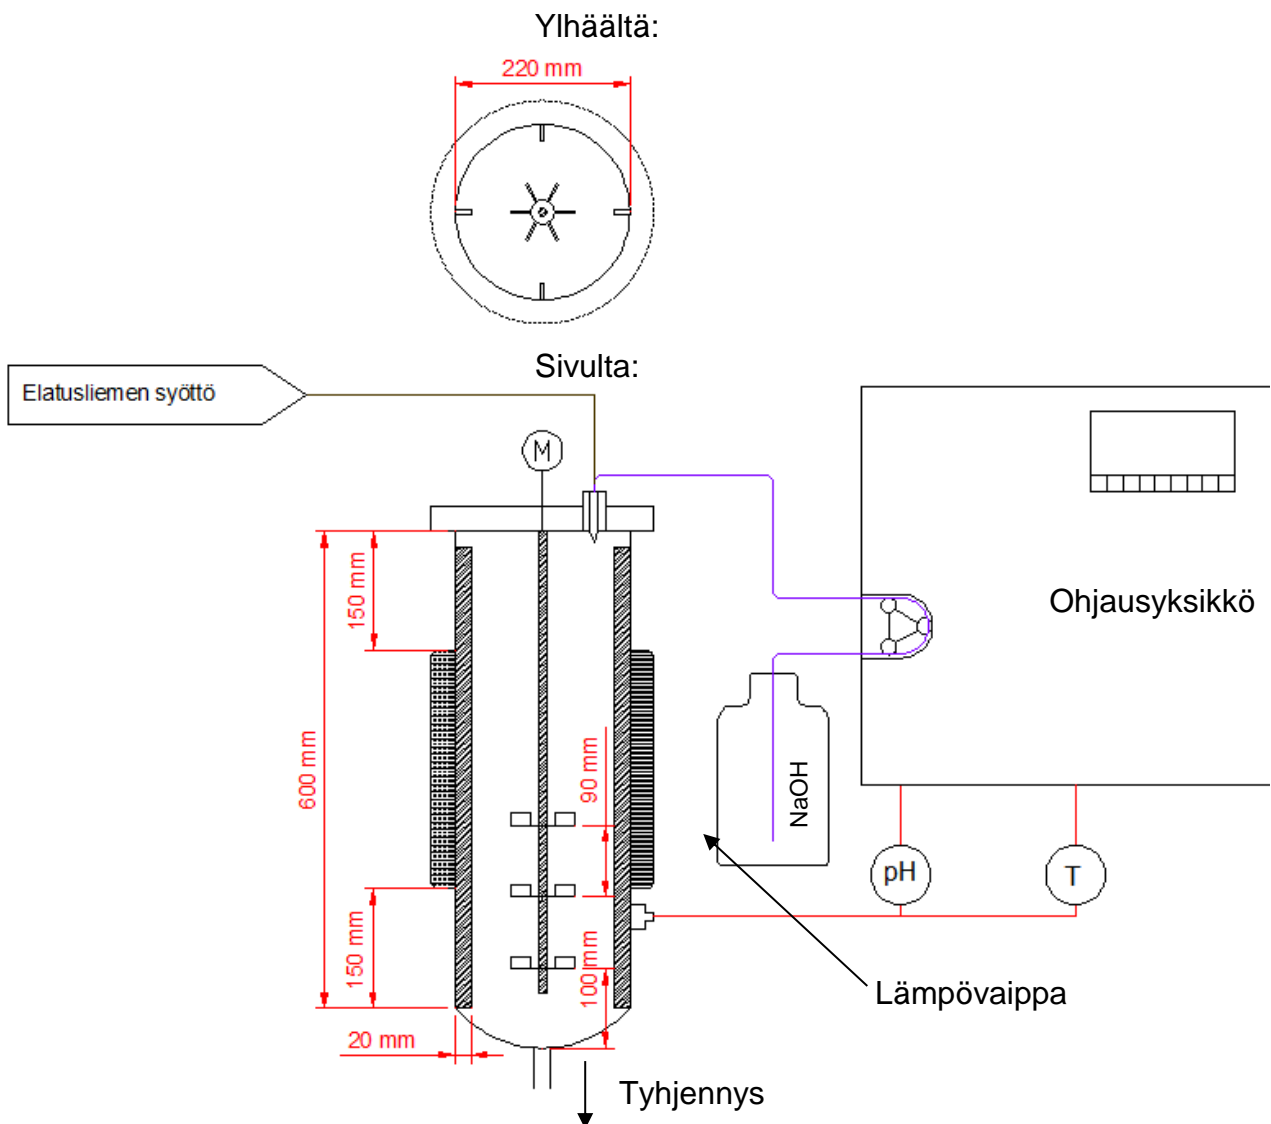 Ylhäältä:
220 mm
Sivulta:
Elatusliemen syöttö
M
150 mm
600 mm
90 mm
NaOH
Ohjausyksikkö
pH
T
150 mm
100 mm
Lämpövaippa
20 mm
Tyhjennys